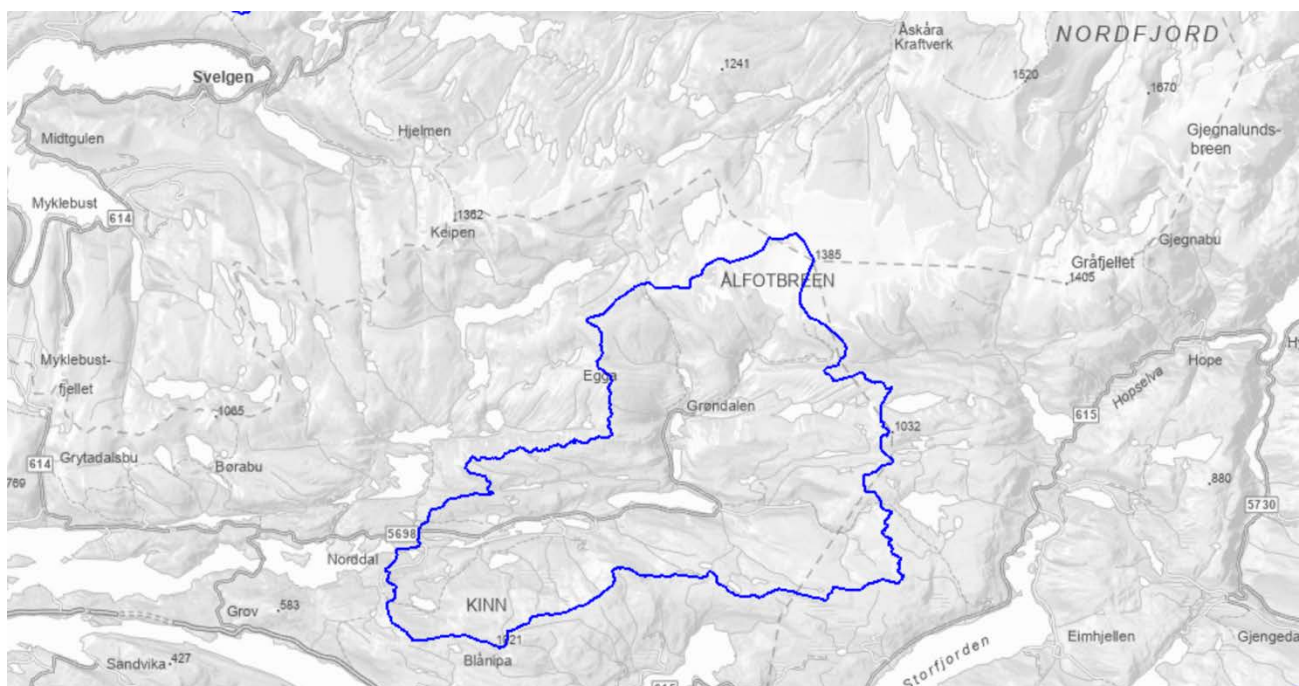 Åskåra
Kraftverk
NORDFJORD
1241
Svelgen
1520
1670
Hjelmen
Midtgulen
Gjegnalunds-
breen
Myklebust
614
1362
Keipen
Gjegnabu
1385
Gråfjellet
ÅLFOTBREEN
1405
Myklebust-
fjellet
Hope
Hy
Egga
Hopselva
Grøndalen
615
1065
1032
614
Grytadalsbu
Børabu
769
880
5730
5698
Norddal
Grov
583
KINN
Eimhjellen
Gjengeda
Sandvika
427
Blånipa
Storfjorden